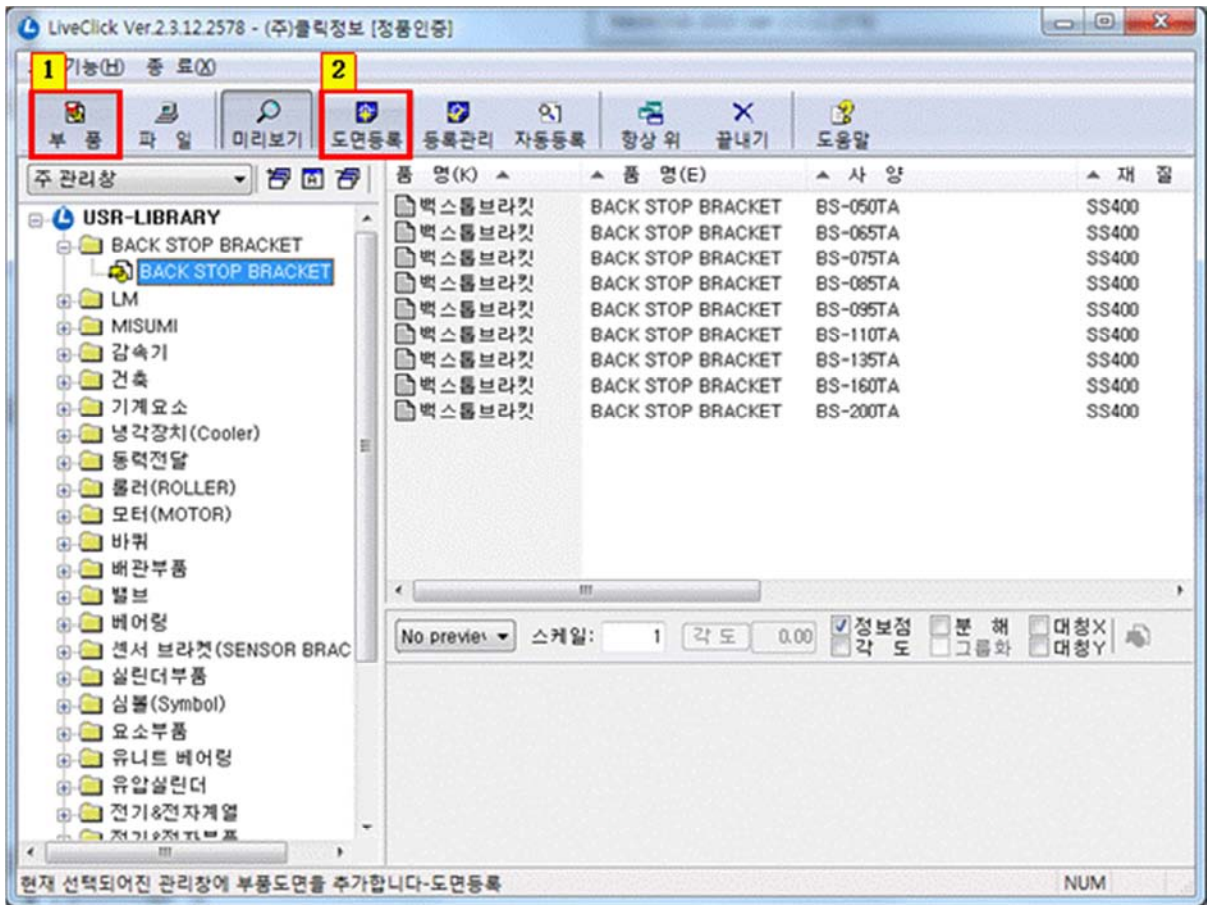 LiveClick Ver.2.3.12.2578 - (주)클릭정보 [정품인증]
1 기능(H) 종 료(X) 2
부 품 파 일 미리보기 도면등록 등록관리 자동등록 항상 위 끝내기 도움말
주 관리창
USR-LIBRARY
BACK STOP BRACKET
BACK STOP BRACKET
LM
MISUMI
감속기
건축
기계요소
냉각장치(Cooler)
동력전달
롤러(ROLLER)
모터(MOTOR)
바퀴
배관부품
밸브
베어링
센서 브라켓(SENSOR BRAC
실린더부품
심볼(Symbol)
요소부품
유니트 베어링
유압실린더
전기&전자계열
전기&전자부품
품 명(K) 품 명(E) 사 양 재 질
백스톱브라킷 BACK STOP BRACKET BS-050TA SS400
백스톱브라킷 BACK STOP BRACKET BS-065TA SS400
백스톱브라킷 BACK STOP BRACKET BS-075TA SS400
백스톱브라킷 BACK STOP BRACKET BS-085TA SS400
백스톱브라킷 BACK STOP BRACKET BS-095TA SS400
백스톱브라킷 BACK STOP BRACKET BS-110TA SS400
백스톱브라킷 BACK STOP BRACKET BS-135TA SS400
백스톱브라킷 BACK STOP BRACKET BS-160TA SS400
백스톱브라킷 BACK STOP BRACKET BS-200TA SS400
No previev 스케일: 1 각 도 0.00 정보점 분 해 대칭X
각 도 그룹화 대칭Y
현재 선택되어진 관리창에 부품도면을 추가합니다-도면등록 NUM